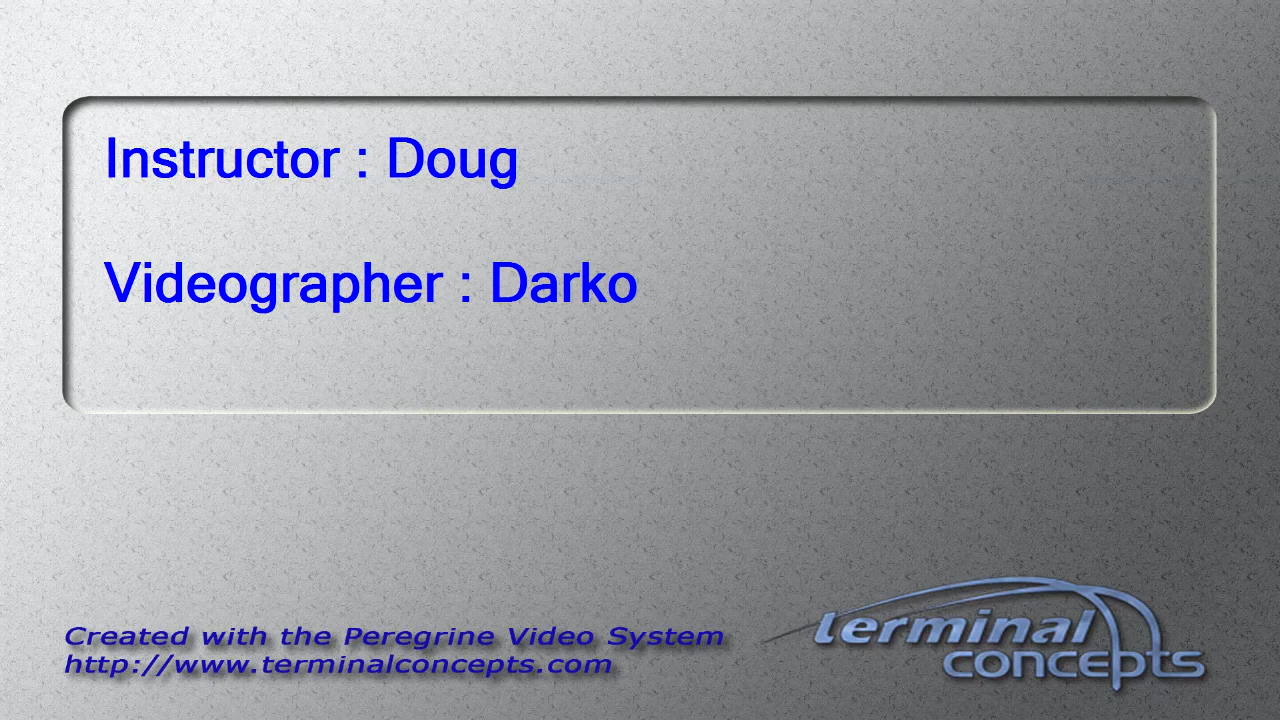 Instructor : Doug
Videographer : Darko
Created with the Peregrine Video System
http://www.terminalconcepts.com
terminal
concepts